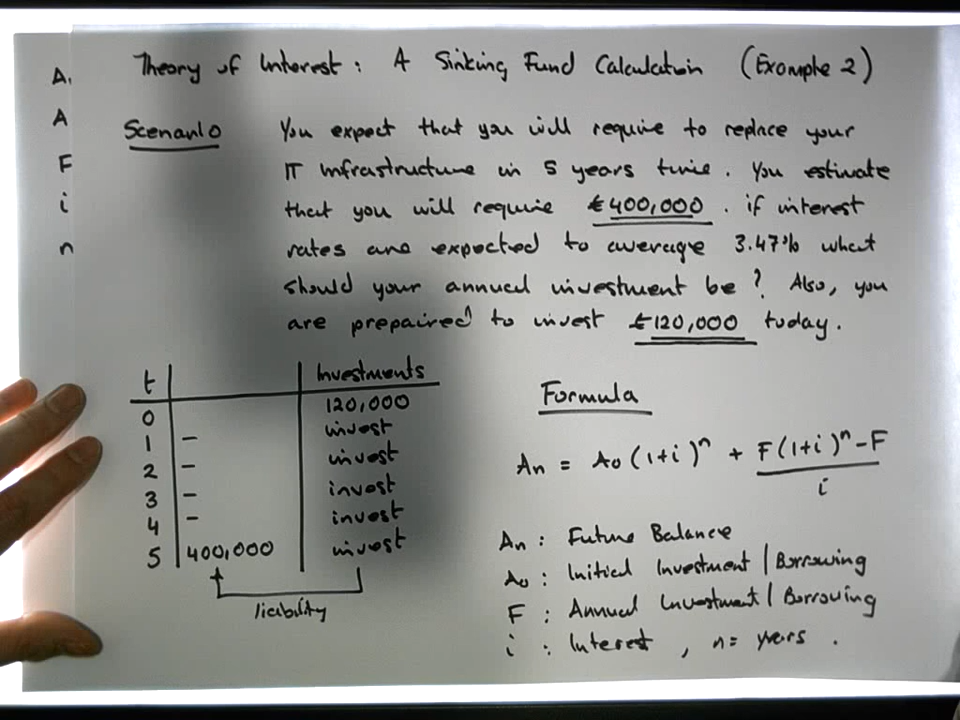 Theory of Interest: A Sinking Fund Calculation (Example 2)
A
A
F
i
n
Scenario
You expect that you will require to replace your
IT infrastructure in 5 years time. You estimate
that you will require €400,000. if interest
rates are expected to average 3.47% what
should your annual investment be? Also, you
are prepaired to invest €120,000 today.
t Investments
0 120,000
1 - invest
2 - invest
3 - invest
4 - invest
5 400,000 invest
liability
Formula
An = A₀(1+i)ⁿ + F(1+i)ⁿ-F
i
An: Future Balance
A₀: Initial Investment | Borrowing
F: Annual Investment | Borrowing
i: Interest, n= years.